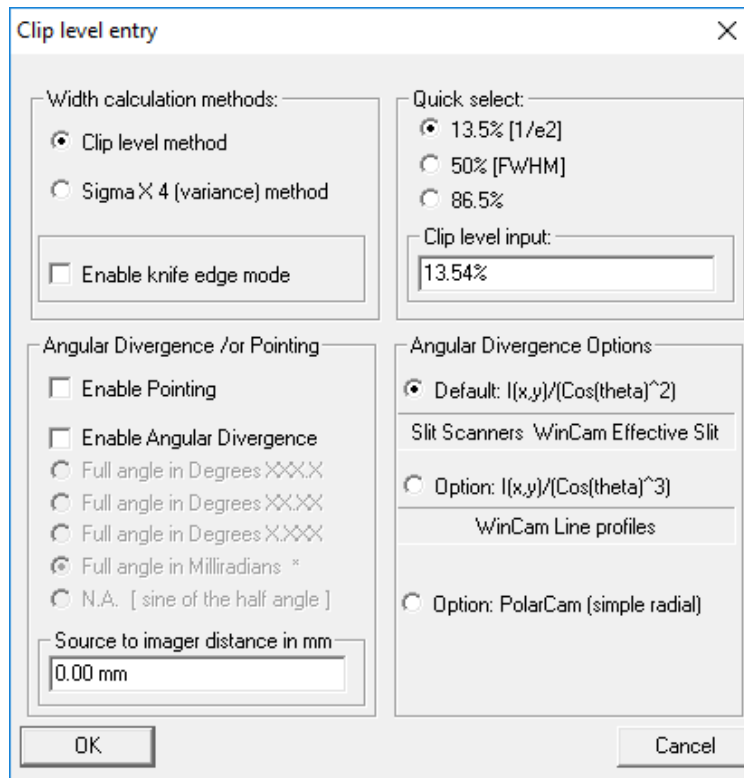 Clip level entry
Width calculation methods:
Clip level method
Sigma X 4 (variance) method
Enable knife edge mode
Quick select:
13.5% [1/e2]
50% [FWHM]
86.5%
Clip level input:
13.54%
Angular Divergence /or Pointing
Enable Pointing
Enable Angular Divergence
Full angle in Degrees XXX.X
Full angle in Degrees XX.XX
Full angle in Degrees X.XXX
Full angle in Milliradians *
N.A. [ sine of the half angle ]
Source to imager distance in mm
0.00 mm
Angular Divergence Options
Default: I(x,y)/(Cos(theta)^2)
Slit Scanners WinCam Effective Slit
Option: I(x,y)/(Cos(theta)^3)
WinCam Line profiles
Option: PolarCam (simple radial)
OK
Cancel